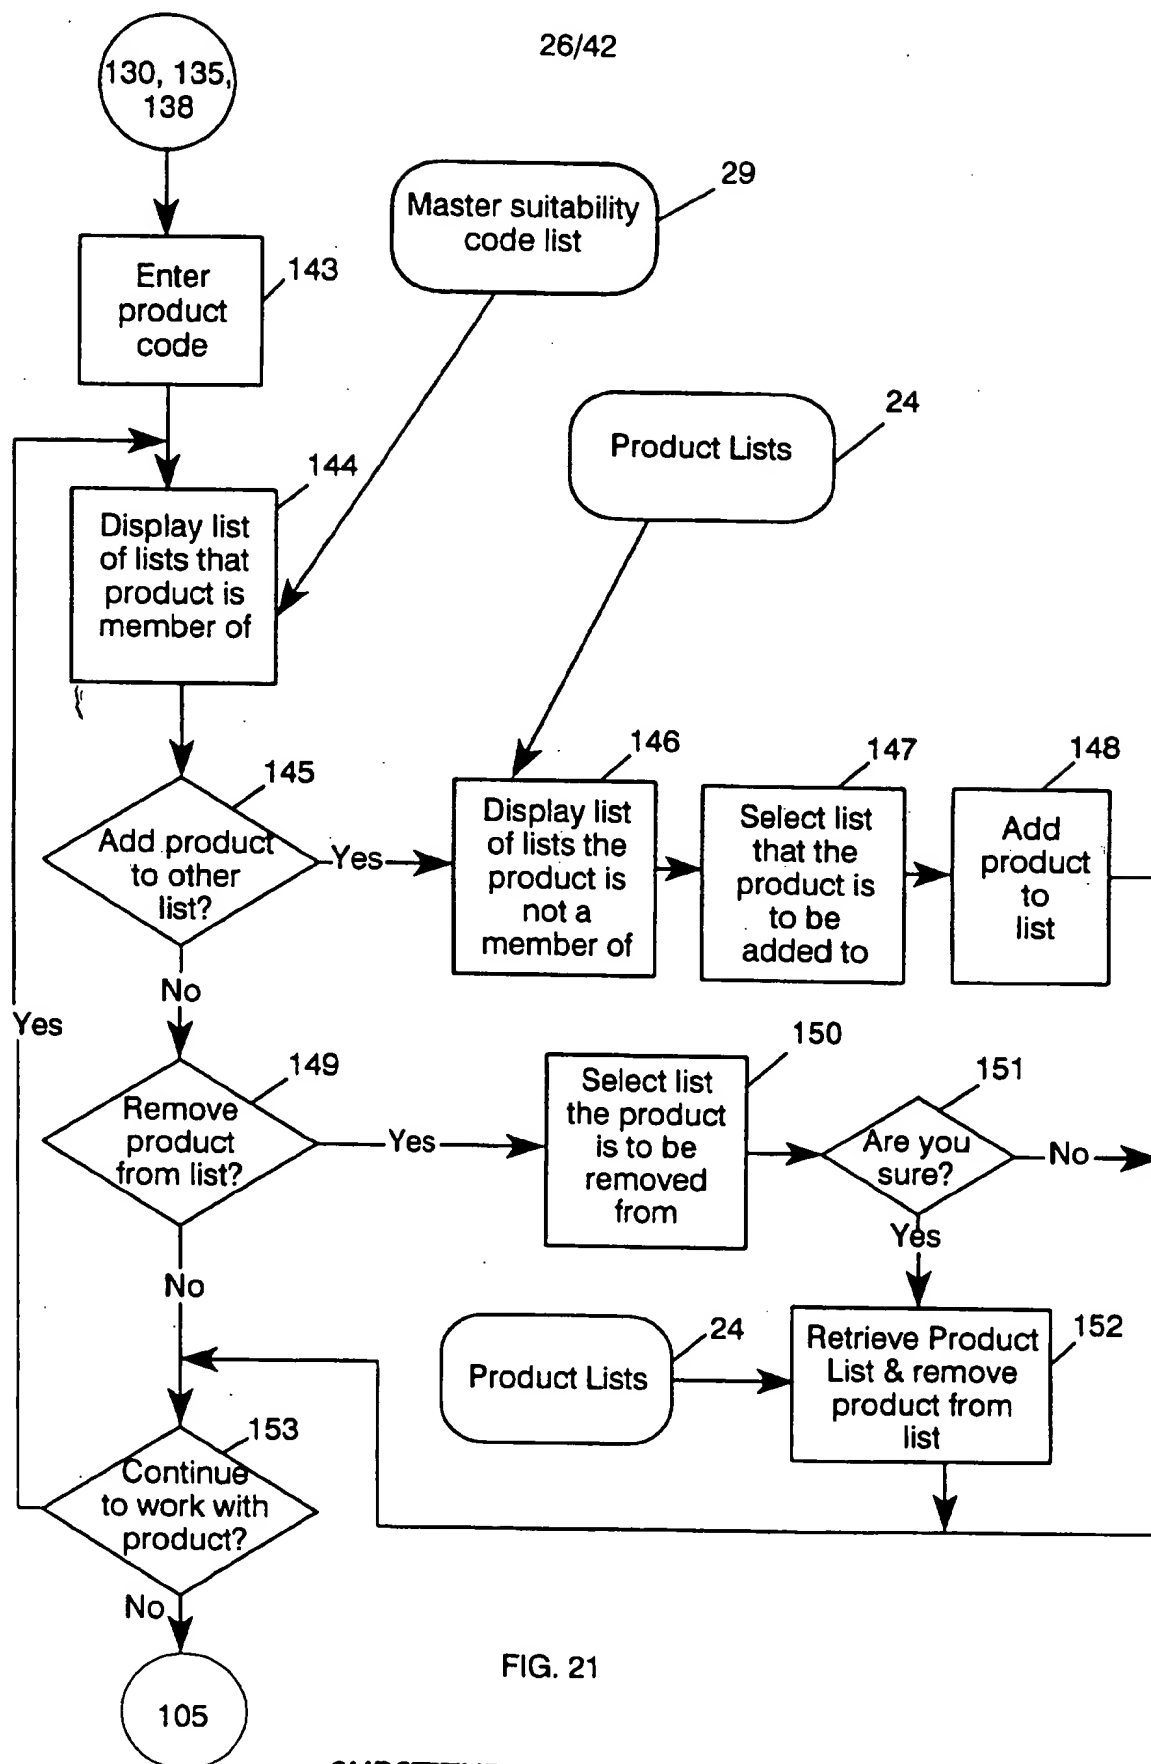 26/42
130, 135,
138
Master suitability
code list
29
Enter
product
code
143
Product Lists
24
Display list
of lists that
product is
member of
144
Add product
to other
list?
145
Yes
Display list
of lists the
product is
not a
member of
146
Select list
that the
product is
to be
added to
147
Add
product
to
list
148
No
Yes
Remove
product
from list?
149
Yes
Select list
the product
is to be
removed
from
150
Are you
sure?
151
No
Yes
No
Product Lists
24
Retrieve Product
List & remove
product from
list
152
Continue
to work with
product?
153
No
105
FIG. 21